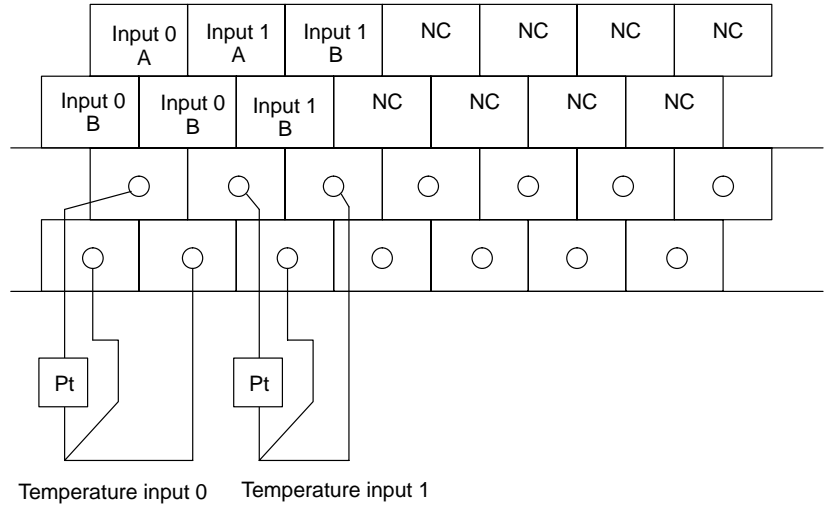 Input 0 A Input 1 A Input 1 B NC NC NC NC
Input 0 B Input 0 B Input 1 B NC NC NC NC
Pt Pt
Temperature input 0 Temperature input 1